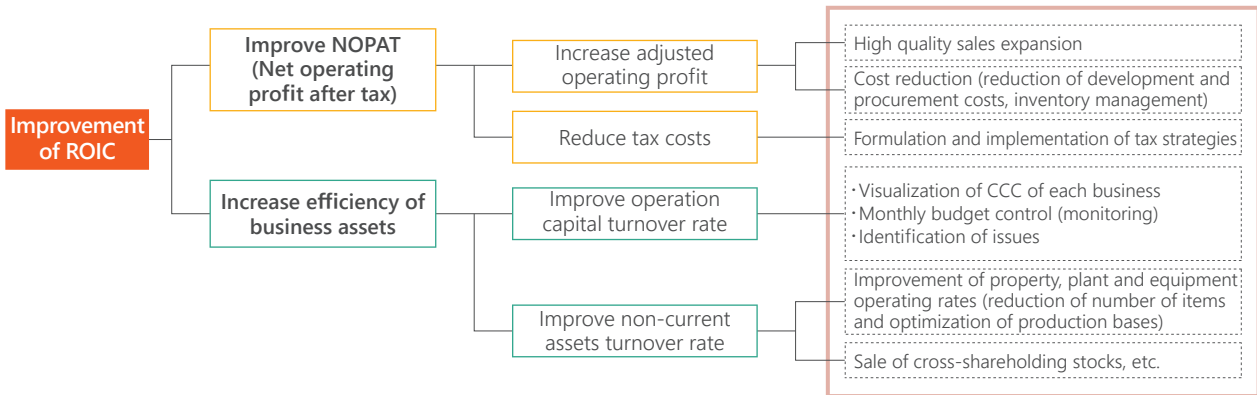 Improvement
of ROIC
Improve NOPAT
(Net operating
profit after tax)
Increase adjusted
operating profit
High quality sales expansion
Cost reduction (reduction of development and
procurement costs, inventory management)
Reduce tax costs
Formulation and implementation of tax strategies
Increase efficiency of
business assets
Improve operation
capital turnover rate
・Visualization of CCC of each business
・Monthly budget control (monitoring)
・Identification of issues
Improve non-current
assets turnover rate
Improvement of property, plant and equipment
operating rates (reduction of number of items
and optimization of production bases)
Sale of cross-shareholding stocks, etc.